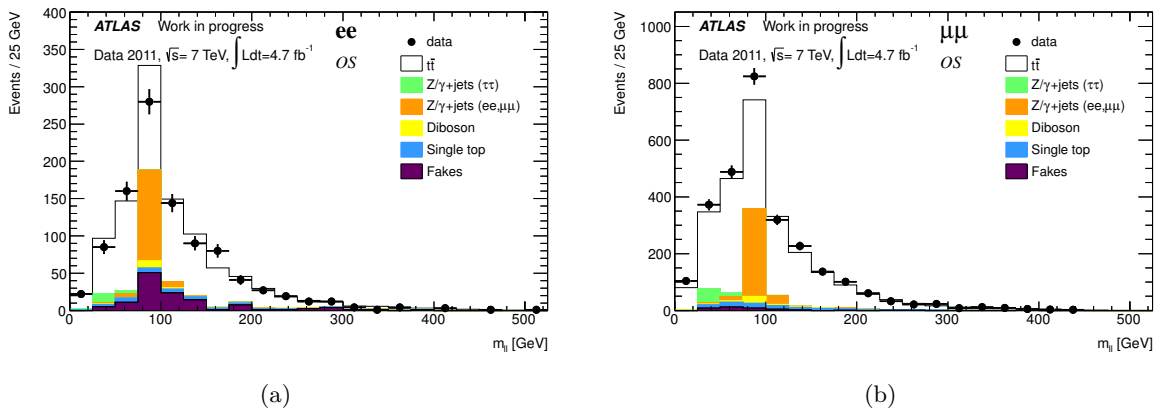 ATLAS Work in progress
Data 2011, √s= 7 TeV, ∫Ldt=4.7 fb⁻¹
ee
os
data
tt̄
Z/γ+jets (ττ)
Z/γ+jets (ee,μμ)
Diboson
Single top
Fakes
Events / 25 GeV
400
350
300
250
200
150
100
50
0
0 100 200 300 400 500
m_ll [GeV]
(a)
ATLAS Work in progress
Data 2011, √s= 7 TeV, ∫Ldt=4.7 fb⁻¹
μμ
os
data
tt̄
Z/γ+jets (ττ)
Z/γ+jets (ee,μμ)
Diboson
Single top
Fakes
Events / 25 GeV
1000
800
600
400
200
0
0 100 200 300 400 500
m_ll [GeV]
(b)